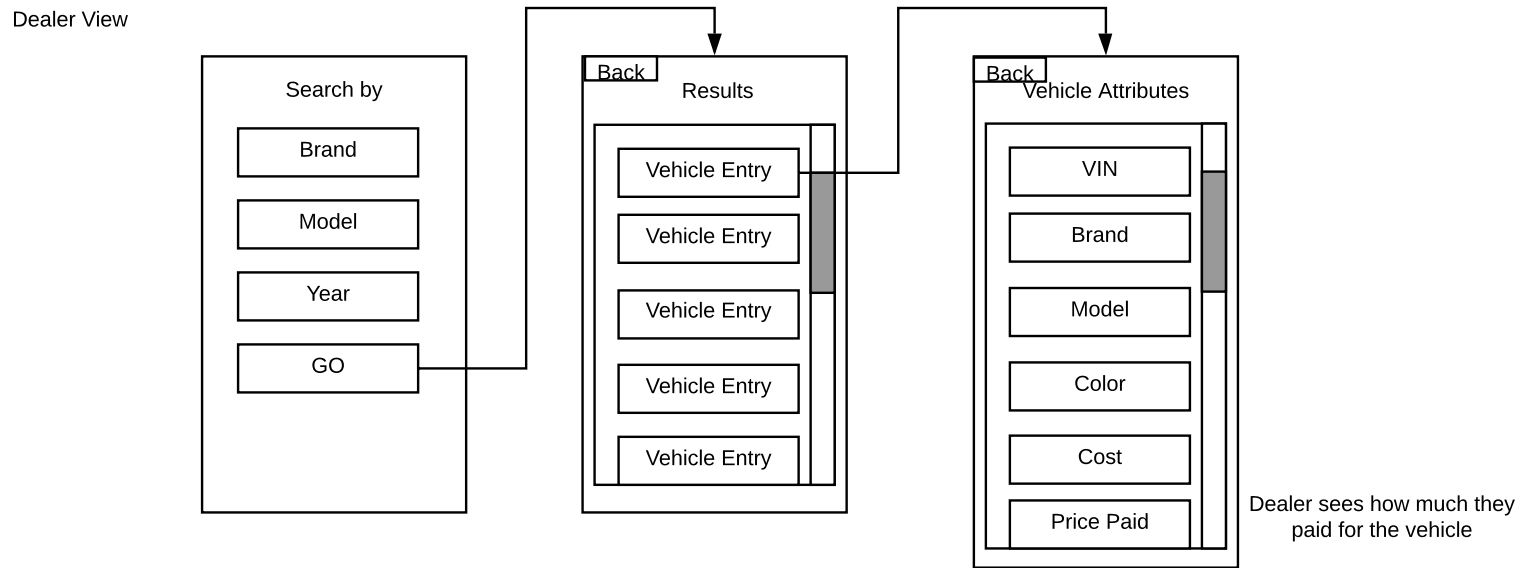 Dealer View
Search by
Brand
Model
Year
GO
Back
Results
Vehicle Entry
Vehicle Entry
Vehicle Entry
Vehicle Entry
Vehicle Entry
Back
Vehicle Attributes
VIN
Brand
Model
Color
Cost
Price Paid
Dealer sees how much they
paid for the vehicle